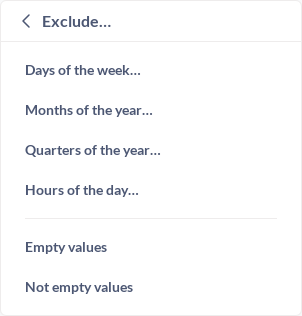 Exclude...
Days of the week...
Months of the year...
Quarters of the year...
Hours of the day...
Empty values
Not empty values